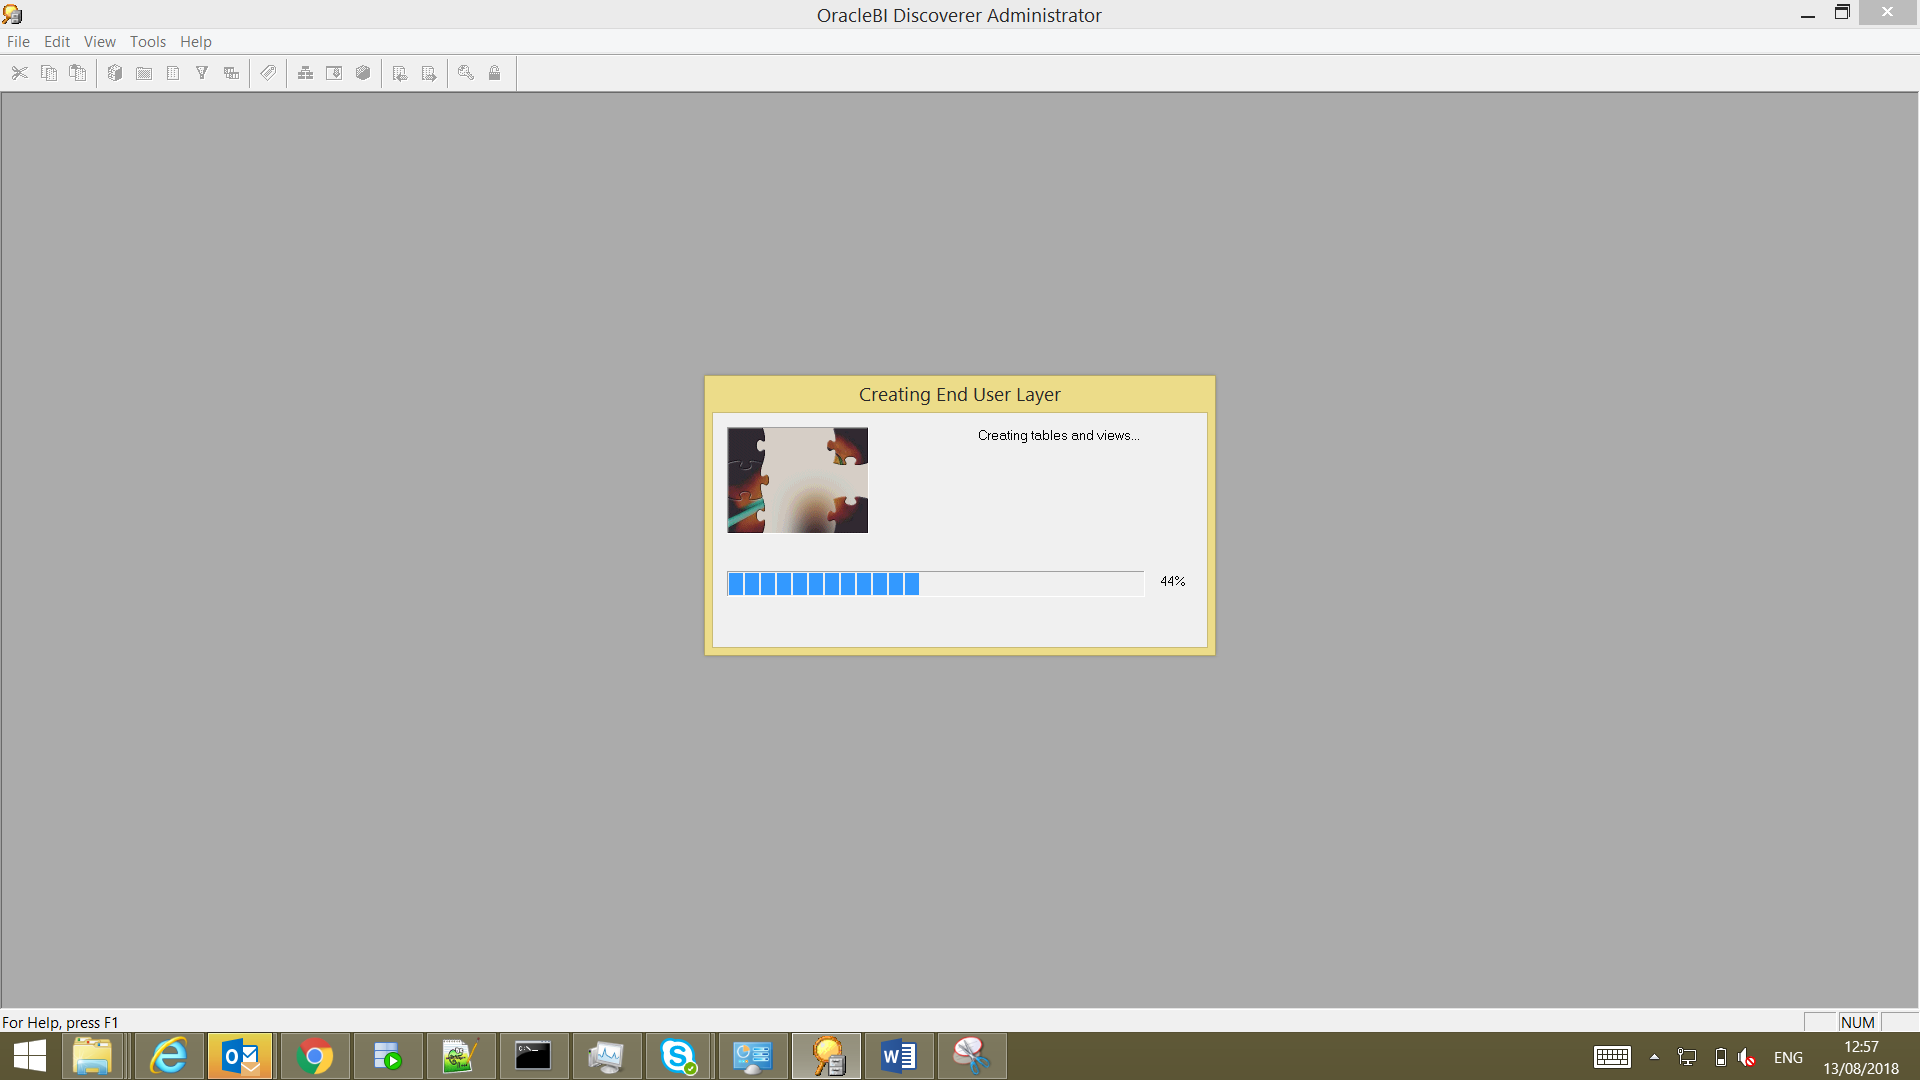 OracleBI Discoverer Administrator
File Edit View Tools Help
Creating End User Layer
Creating tables and views...
44%
For Help, press F1
NUM
ENG
12:57
13/08/2018